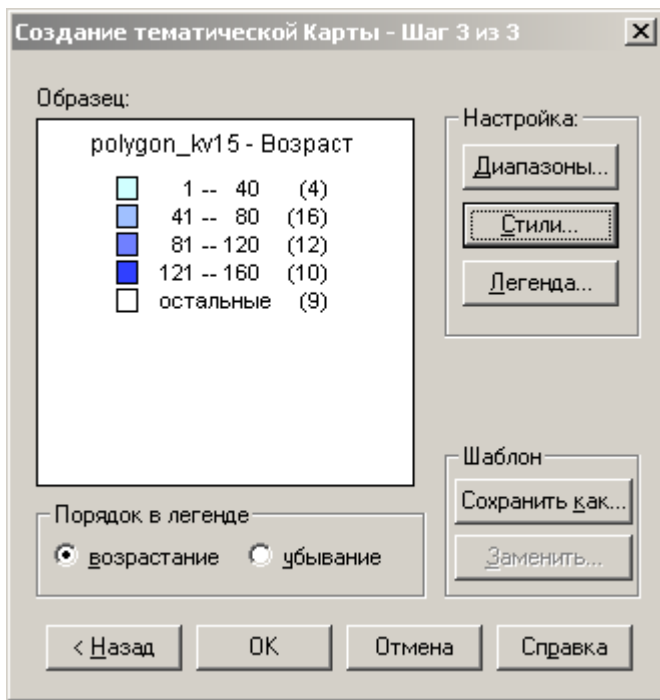 Создание тематической Карты - Шаг 3 из 3
Образец:
polygon_kv15 - Возраст
1 -- 40 (4)
41 -- 80 (16)
81 -- 120 (12)
121 -- 160 (10)
остальные (9)
Настройка:
Диапазоны...
Стили...
Легенда...
Порядок в легенде
возрастание
убывание
Шаблон
Сохранить как...
Заменить...
< Назад
OK
Отмена
Справка